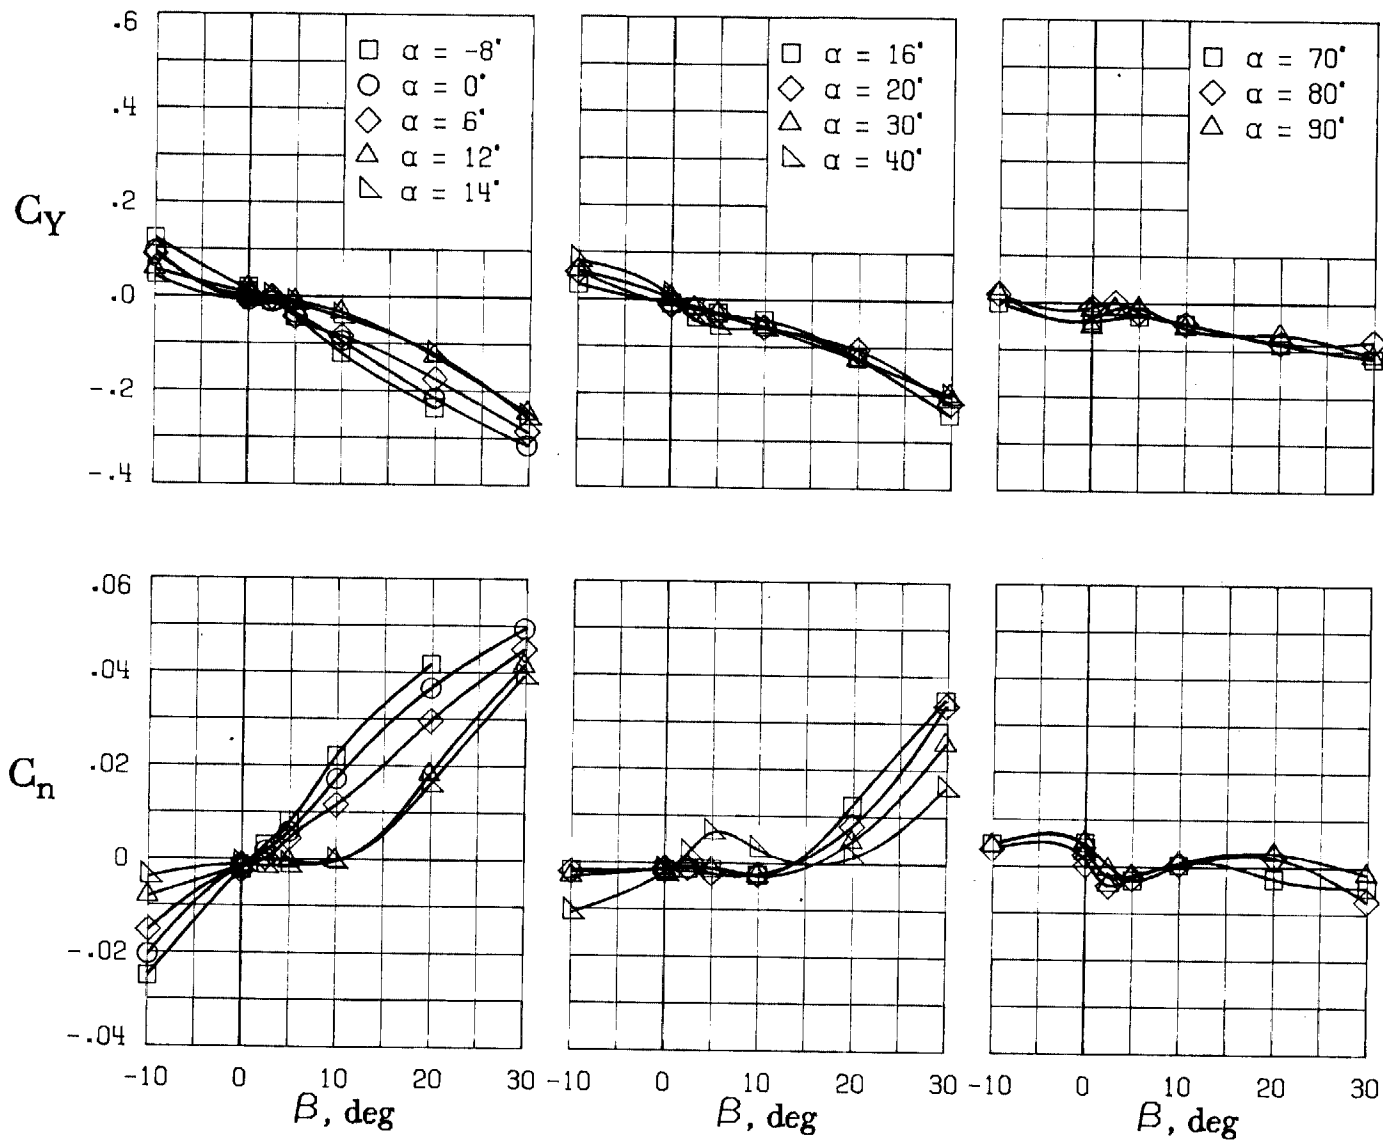 .6
.4
.2
.0
-.2
-.4
C_Y
α = -8°
α = 0°
α = 6°
α = 12°
α = 14°
α = 16°
α = 20°
α = 30°
α = 40°
α = 70°
α = 80°
α = 90°
.06
.04
.02
0
-.02
-.04
C_n
-10 0 10 20 30
-10 0 10 20 30
-10 0 10 20 30
β, deg
β, deg
β, deg